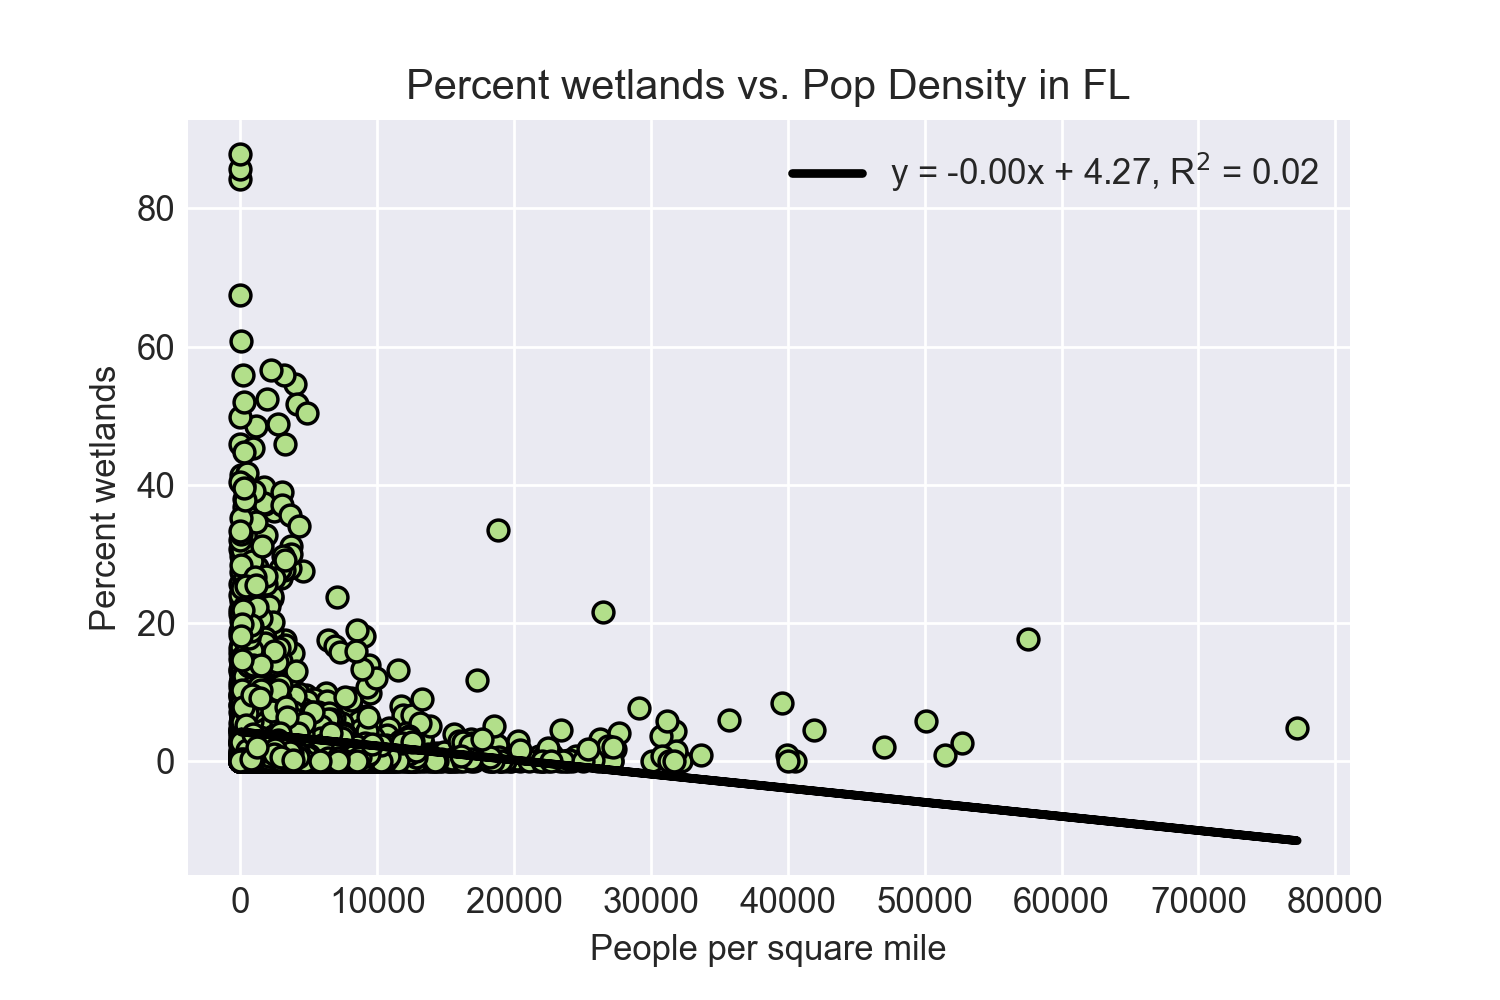 Percent wetlands vs. Pop Density in FL
y = -0.00x + 4.27, R² = 0.02
80
60
40
20
0
Percent wetlands
0 10000 20000 30000 40000 50000 60000 70000 80000
People per square mile